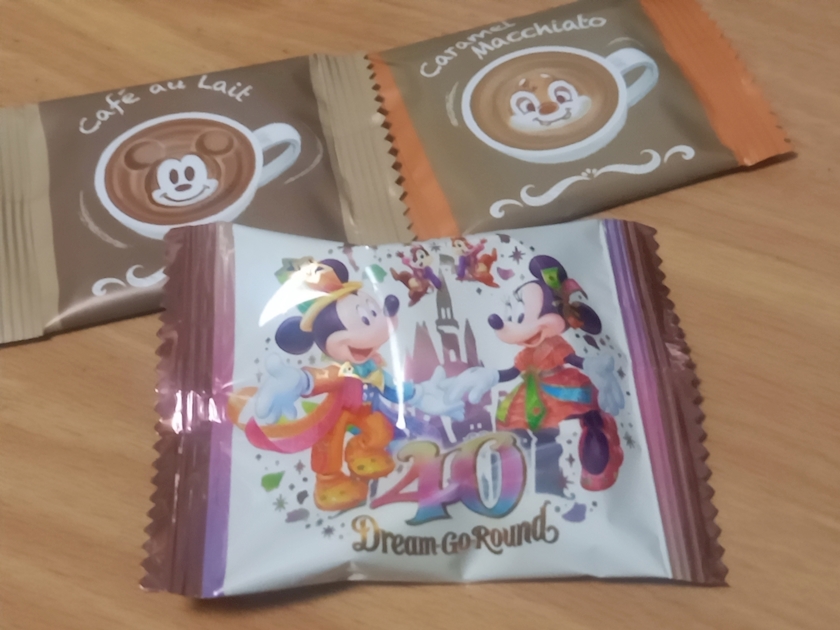 Café au Lait
Caramel
Macchiato
40
Dream-Go-Round